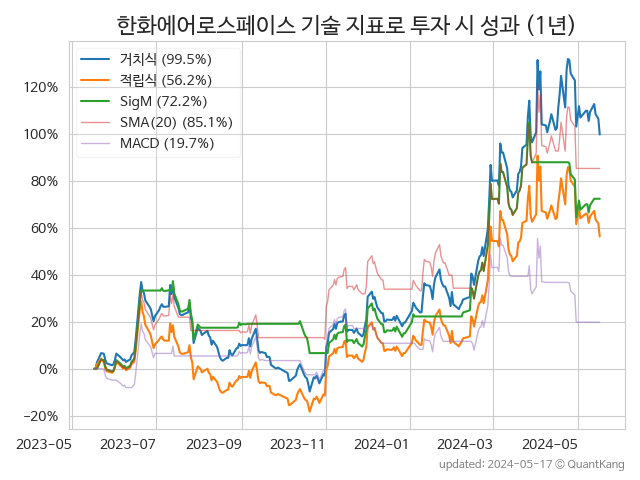 한화에어로스페이스 기술 지표로 투자 시 성과 (1년)
거치식 (99.5%)
적립식 (56.2%)
SigM (72.2%)
SMA(20) (85.1%)
MACD (19.7%)
120%
100%
80%
60%
40%
20%
0%
−20%
2023-05 2023-07 2023-09 2023-11 2024-01 2024-03 2024-05
updated: 2024-05-17 © QuantKang